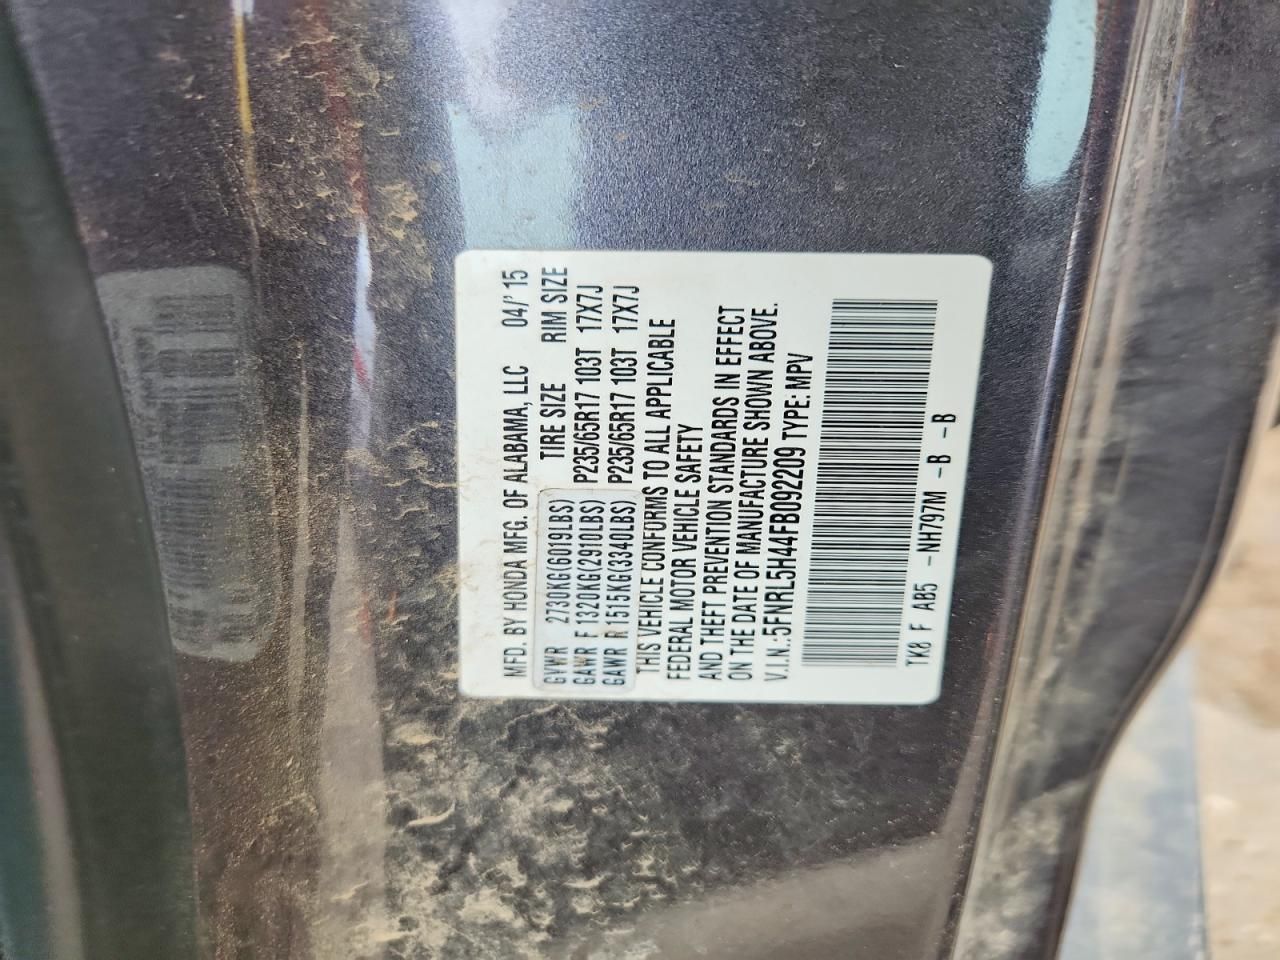 MFD. BY HONDA MFG. OF ALABAMA, LLC 04/'15
TIRE SIZE RIM SIZE
GVWR 2730KG(6019LBS)
GAWR F 1320KG(2910LBS) P235/65R17 103T 17X7J
GAWR R 1515KG(3340LBS) P235/65R17 103T 17X7J
THIS VEHICLE CONFORMS TO ALL APPLICABLE
FEDERAL MOTOR VEHICLE SAFETY
AND THEFT PREVENTION STANDARDS IN EFFECT
ON THE DATE OF MANUFACTURE SHOWN ABOVE.
V.I.N.:5FNRL5H44FB092209 TYPE: MPV
TK8 F AB5 -NH797M -B -B